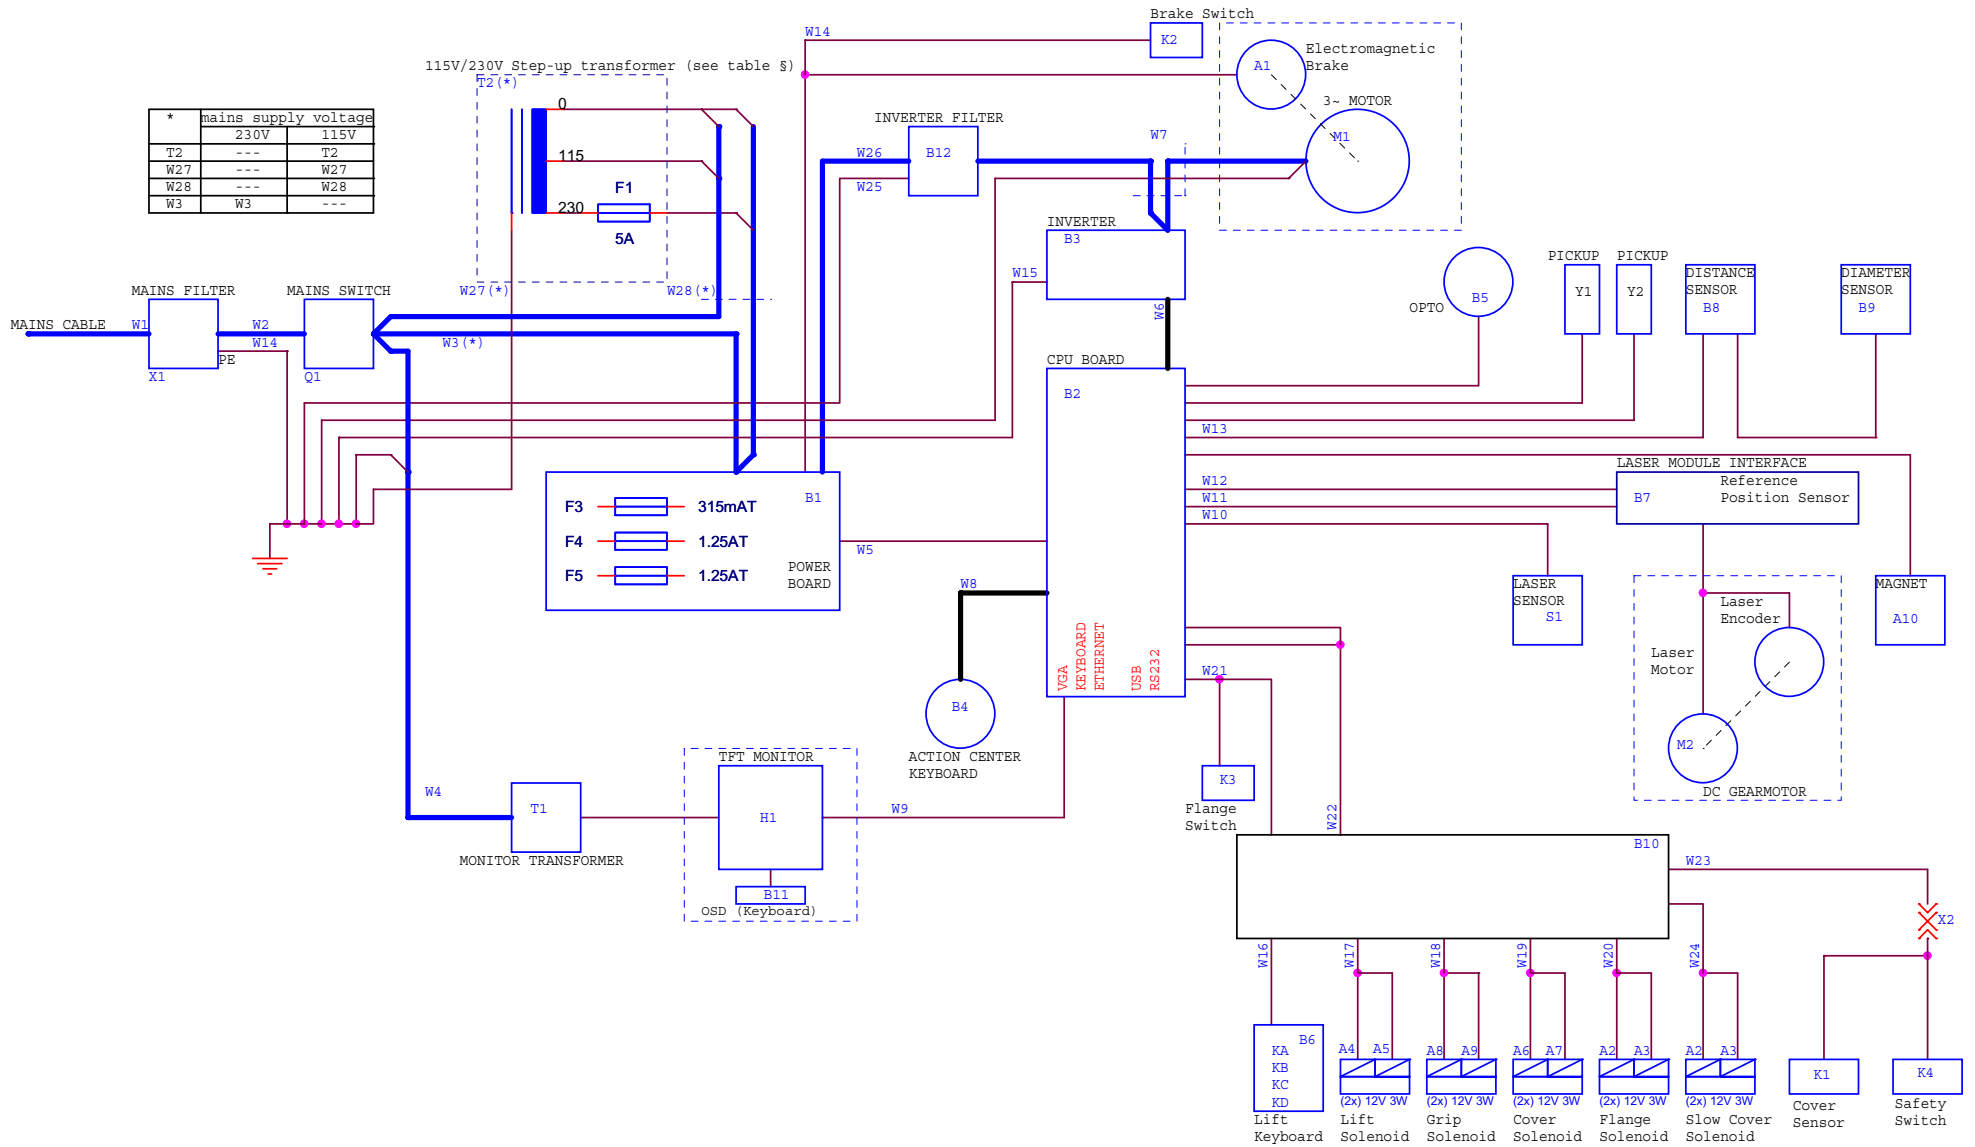 Brake Switch
W14
K2
Electromagnetic
Brake
A1
115V/230V Step-up transformer (see table §)
T2(*)
3~ MOTOR
M1
0
115
230
F1
5A
* mains supply voltage
230V 115V
T2 --- T2
W27 --- W27
W28 --- W28
W3 W3 ---
INVERTER FILTER
B12
W26
W25
W7
INVERTER
B3
W15
W6
W27(*)
W28(*)
MAINS FILTER
MAINS SWITCH
MAINS CABLE
W1
W2
W14
PE
X1
Q1
W3(*)
PICKUP
PICKUP
Y1
Y2
DISTANCE
SENSOR
B8
DIAMETER
SENSOR
B9
OPTO
B5
CPU BOARD
B2
W13
LASER MODULE INTERFACE
Reference
Position Sensor
B7
W12
W11
W10
B1
F3 315mAT
F4 1.25AT
F5 1.25AT
POWER
BOARD
W5
W8
LASER
SENSOR
S1
Laser
Encoder
Laser
Motor
M2
DC GEARMOTOR
MAGNET
A10
VGA
KEYBOARD
ETHERNET
USB
RS232
W21
B4
ACTION CENTER
KEYBOARD
K3
Flange
Switch
W22
TFT MONITOR
H1
W9
W4
T1
MONITOR TRANSFORMER
B11
OSD (Keyboard)
B10
W23
X2
W16
W17
W18
W19
W20
W24
B6
KA
KB
KC
KD
Lift
Keyboard
A4 A5
(2x) 12V 3W
Lift
Solenoid
A8 A9
(2x) 12V 3W
Grip
Solenoid
A6 A7
(2x) 12V 3W
Cover
Solenoid
A2 A3
(2x) 12V 3W
Flange
Solenoid
A2 A3
(2x) 12V 3W
Slow Cover
Solenoid
K1
Cover
Sensor
K4
Safety
Switch